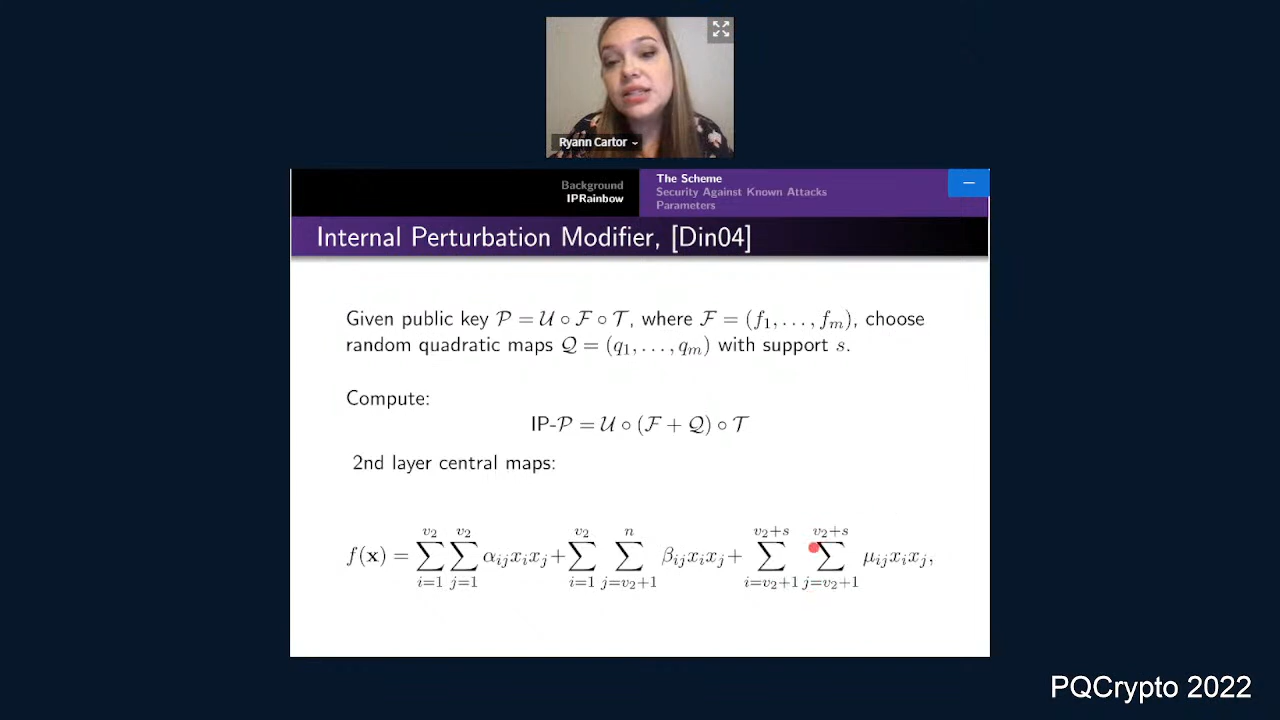 Ryann Cartor
Background
IPRainbow
The Scheme
Security Against Known Attacks
Parameters
Internal Perturbation Modifier, [Din04]
Given public key 𝒫 = 𝒰 ∘ ℱ ∘ 𝒯, where ℱ = (f₁, . . . , fₘ), choose
random quadratic maps 𝒬 = (q₁, . . . , qₘ) with support s.
Compute:
IP-𝒫 = 𝒰 ∘ (ℱ + 𝒬) ∘ 𝒯
2nd layer central maps:
f(𝐱) = ∑_{i=1}^{v₂} ∑_{j=1}^{v₂} α_{ij}x_ix_j + ∑_{i=1}^{v₂} ∑_{j=v₂+1}^{n} β_{ij}x_ix_j + ∑_{i=v₂+1}^{v₂+s} ∑_{j=v₂+1}^{v₂+s} μ_{ij}x_ix_j,
PQCrypto 2022